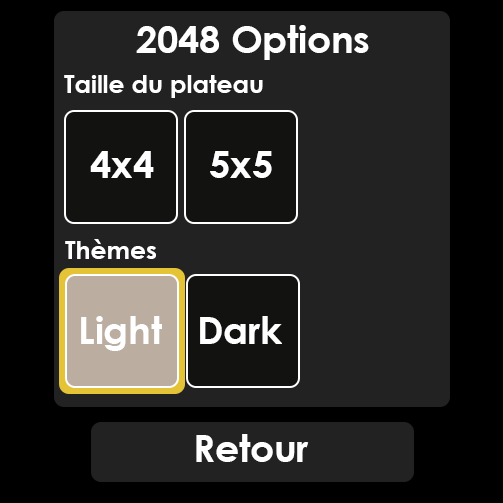 2048 Options
Taille du plateau
4x4 5x5
Thèmes
Light Dark
Retour